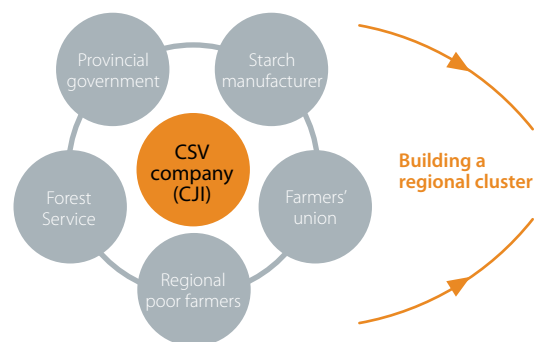 Provincial
government
Starch
manufacturer
CSV
company
(CJI)
Building a
regional cluster
Forest
Service
Farmers'
union
Regional
poor farmers